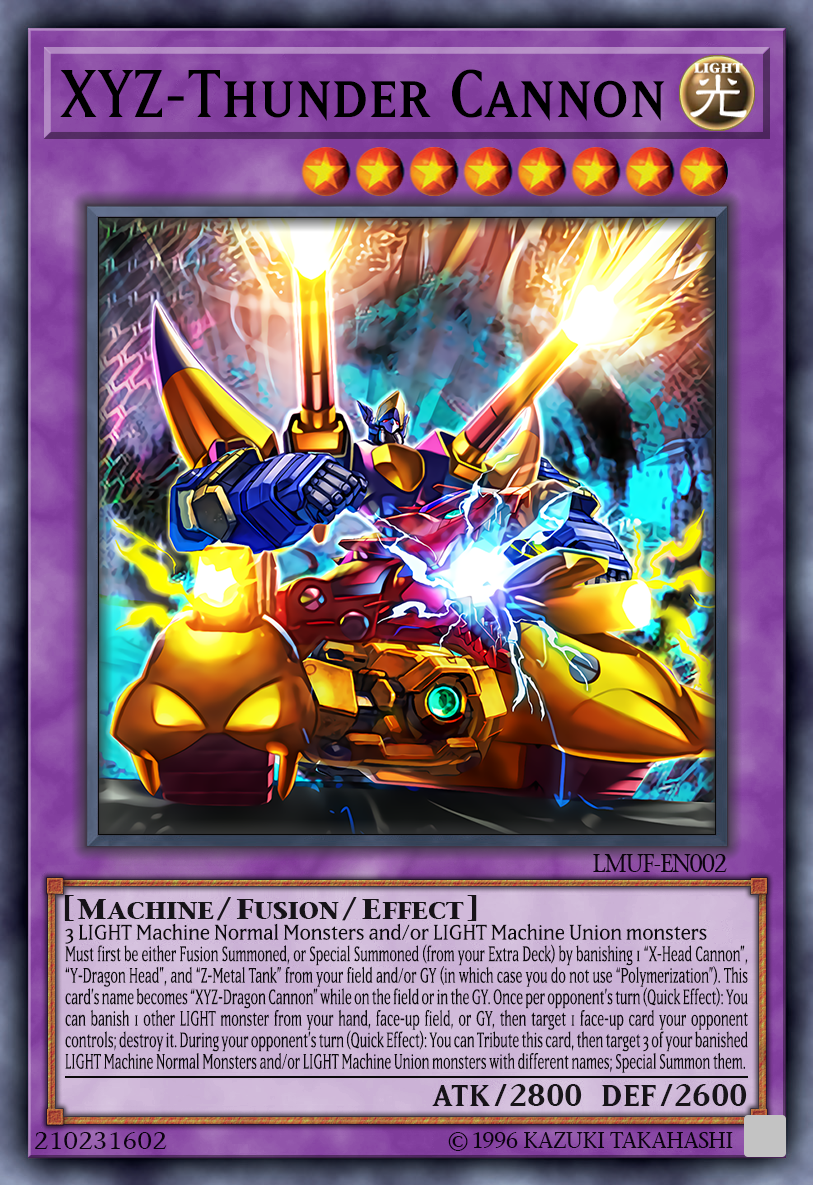 XYZ-Thunder Cannon
LIGHT
光
LMUF-EN002
[Machine/Fusion/Effect]
3 LIGHT Machine Normal Monsters and/or LIGHT Machine Union monsters
Must first be either Fusion Summoned, or Special Summoned (from your Extra Deck) by banishing 1 “X-Head Cannon”,
“Y-Dragon Head”, and “Z-Metal Tank” from your field and/or GY (in which case you do not use “Polymerization”). This
card’s name becomes “XYZ-Dragon Cannon” while on the field or in the GY. Once per opponent’s turn (Quick Effect): You
can banish 1 other LIGHT monster from your hand, face-up field, or GY, then target 1 face-up card your opponent
controls; destroy it. During your opponent’s turn (Quick Effect): You can Tribute this card, then target 3 of your banished
LIGHT Machine Normal Monsters and/or LIGHT Machine Union monsters with different names; Special Summon them.
ATK/2800 DEF/2600
210231602
© 1996 KAZUKI TAKAHASHI